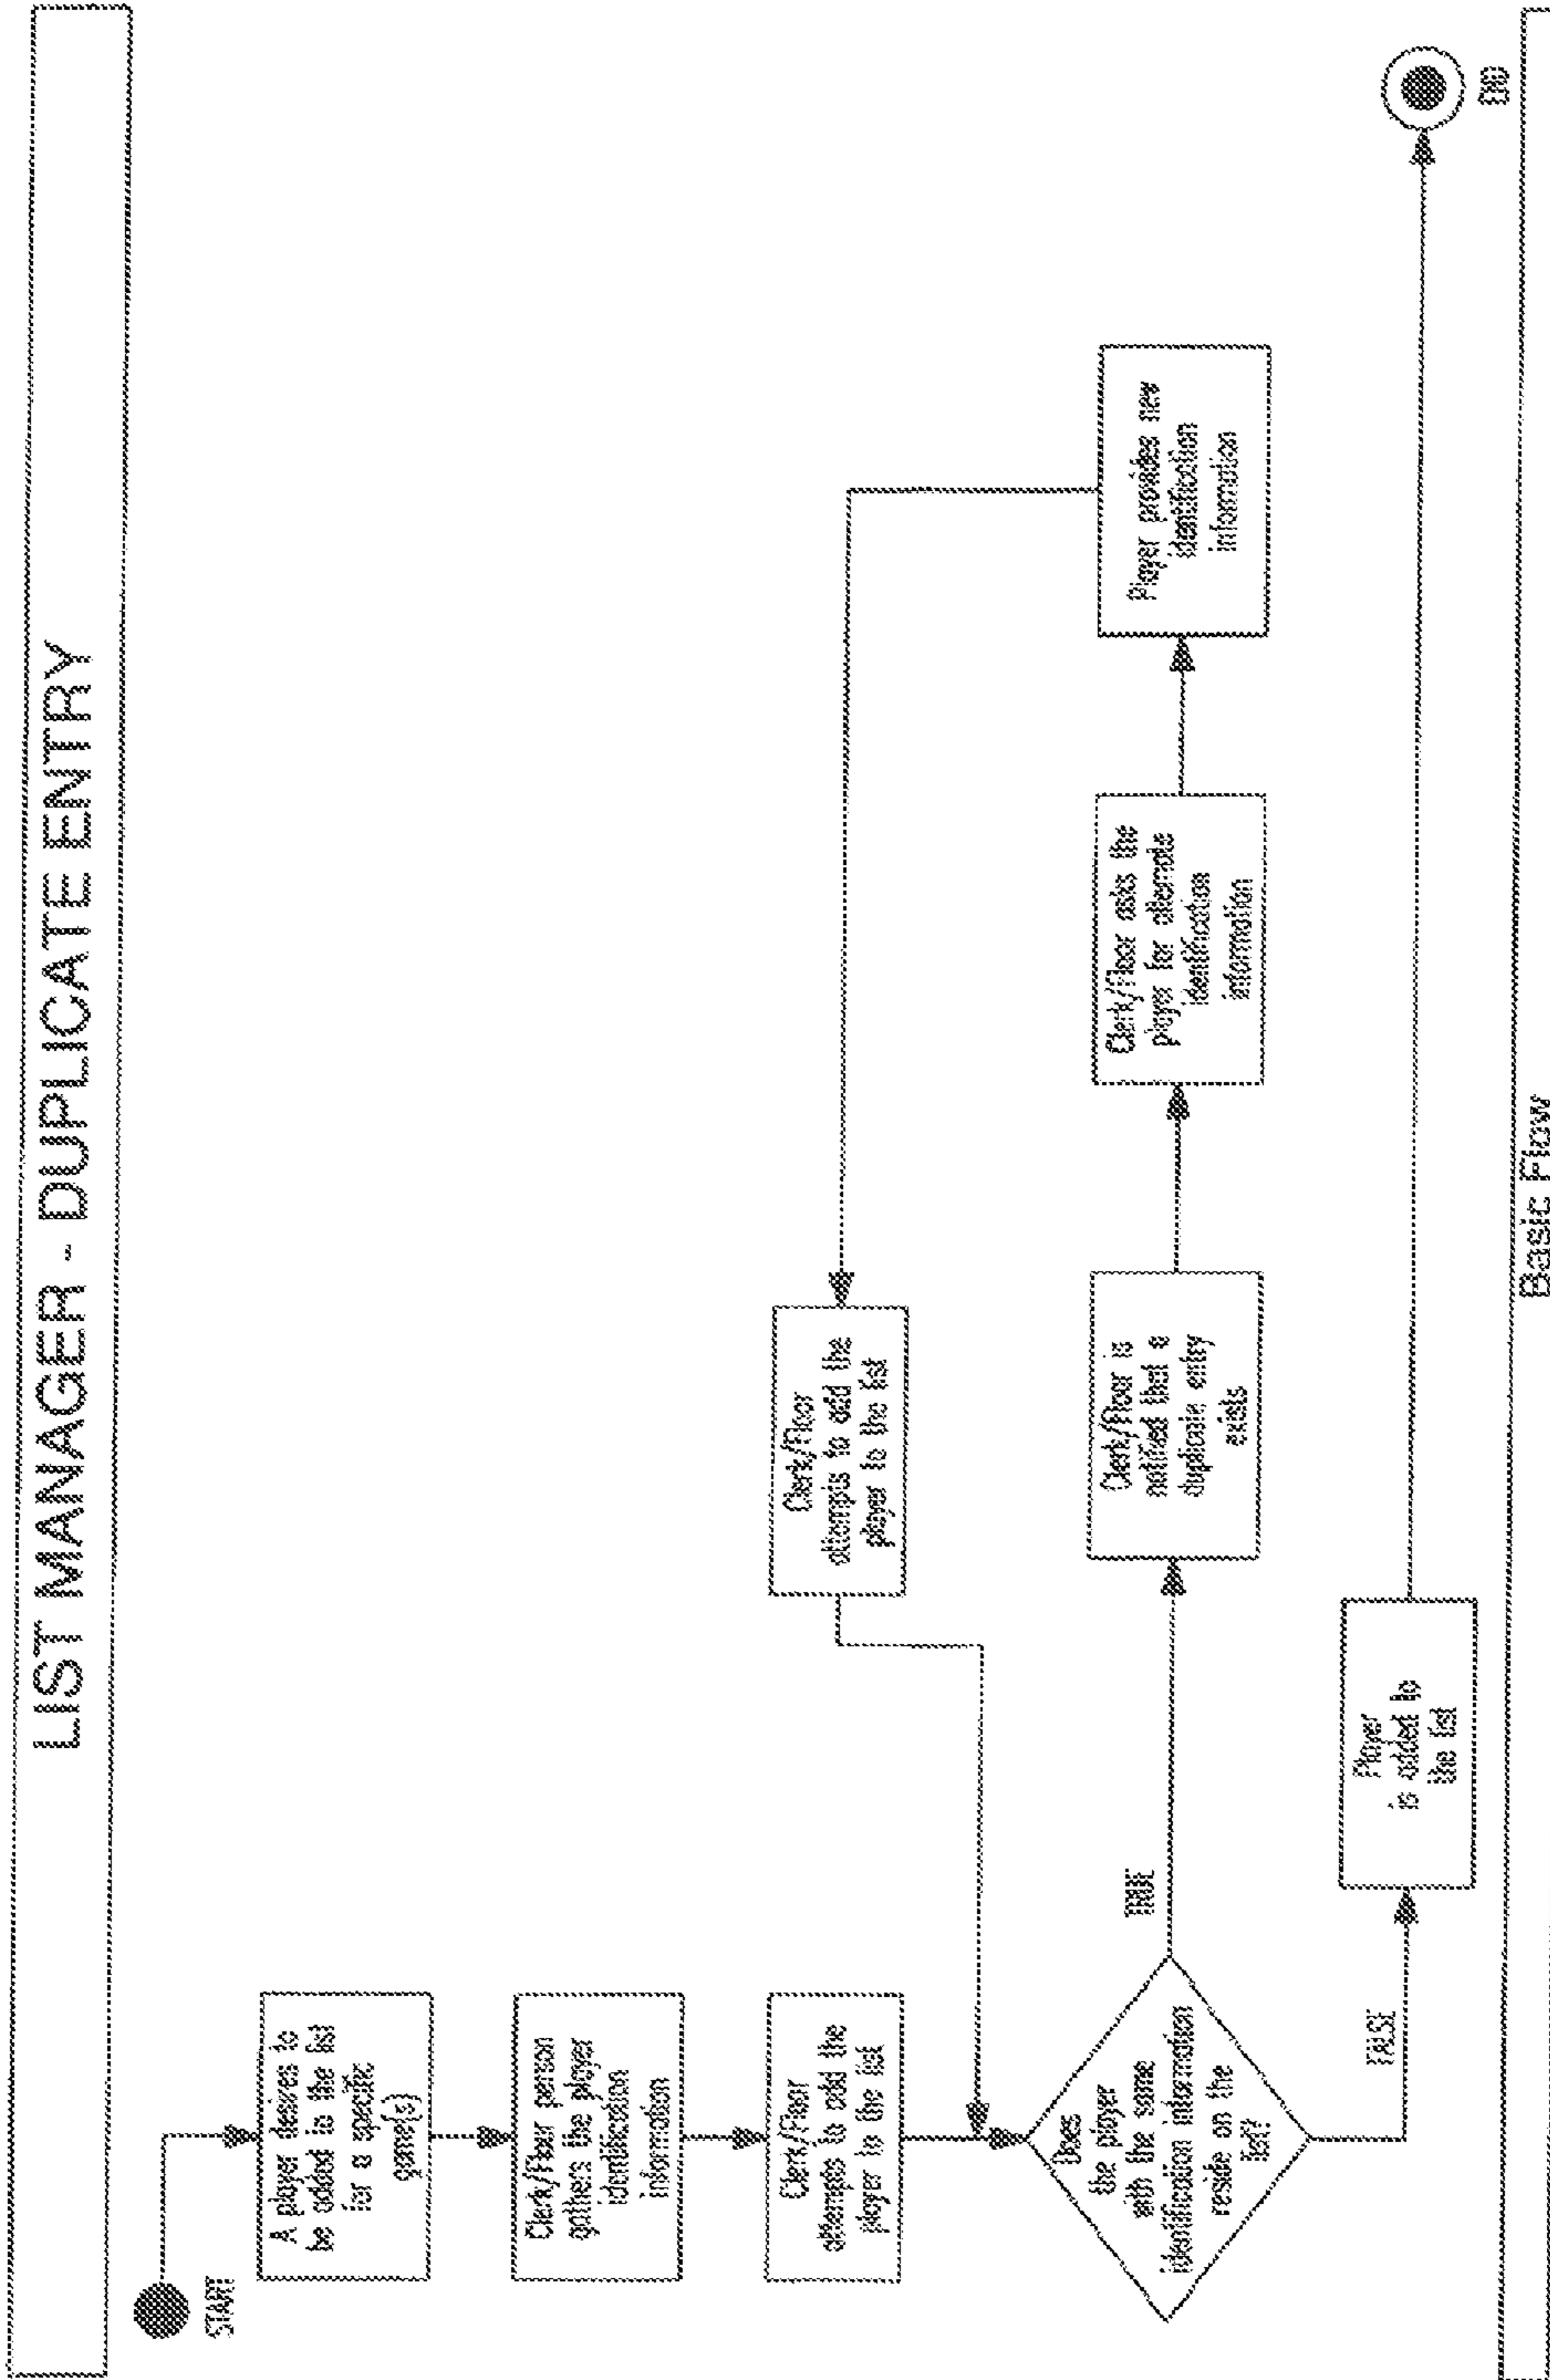 LIST MANAGER - DUPLICATE ENTRY
START
A player desires to
be added to the list
for a specific
game(s)
Clerk/Floor person
gathers the player
identification
information
Clerk/Floor
attempts to add the
player to the list
Does
the player
with the same
identification information
reside on the
list?
TRUE
FALSE
Clerk/Floor
attempts to add the
player to the list
Clerk/Floor is
notified that a
duplicate entry
exists
Clerk/Floor asks the
player for alternate
identification
information
Player provides new
identification
information
Player
is added to
the list
END
Basic Flow